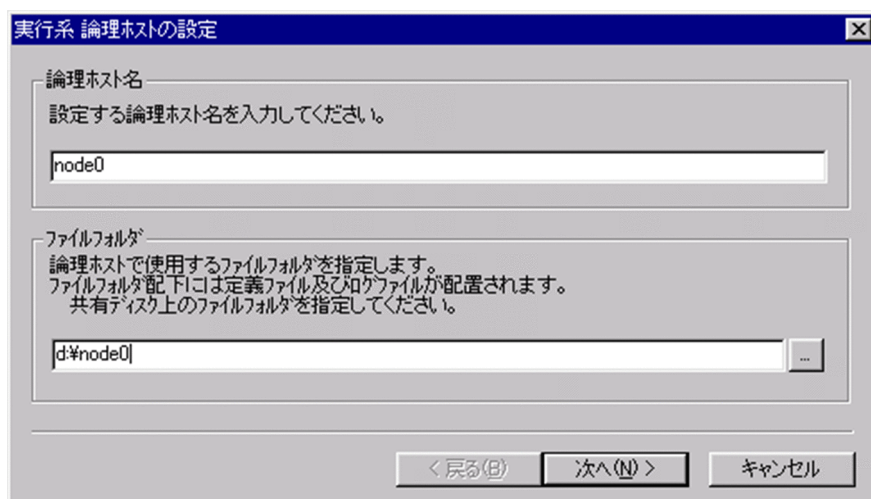 実行系 論理ホストの設定
論理ホスト名
設定する論理ホスト名を入力してください。
node0
ファイルフォルダ
論理ホストで使用するファイルフォルダを指定します。
ファイルフォルダ配下には定義ファイル及びログファイルが配置されます。
共有ディスク上のファイルフォルダを指定してください。
d:¥node0
...
< 戻る(B)
次へ(N) >
キャンセル